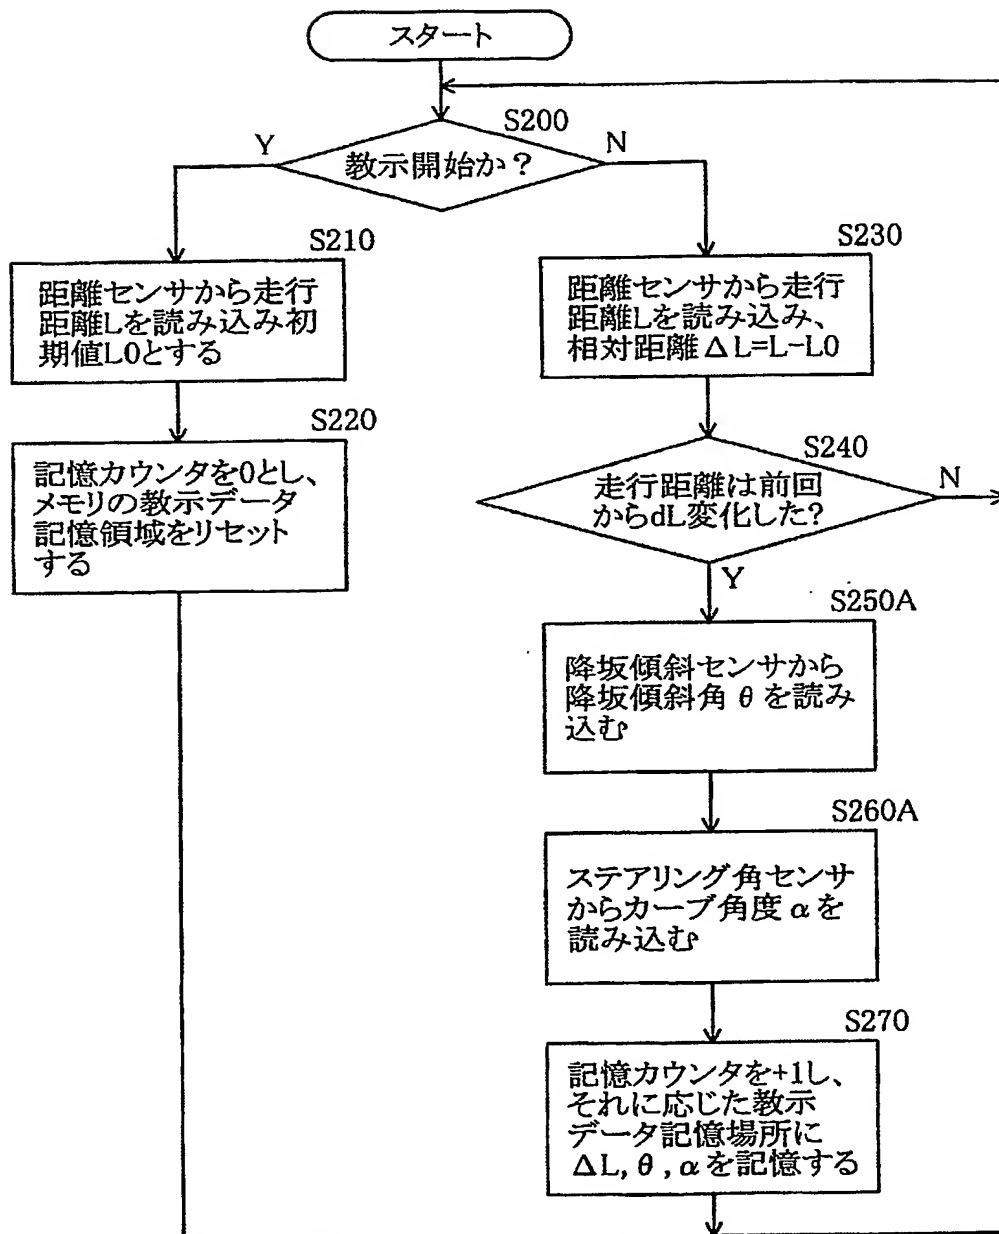 スタート
S200
Y
N
教示開始か？
S210
距離センサから走行
距離Lを読み込み初
期値L0とする
S220
記憶カウンタを0とし、
メモリの教示データ
記憶領域をリセット
する
S230
距離センサから走行
距離Lを読み込み、
相対距離ΔL=L-L0
S240
N
走行距離は前回
からdL変化した?
Y
S250A
降坂傾斜センサから
降坂傾斜角θを読み
込む
S260A
ステアリング角センサ
からカーブ角度αを
読み込む
S270
記憶カウンタを+1し、
それに応じた教示
データ記憶場所に
ΔL,θ,αを記憶する